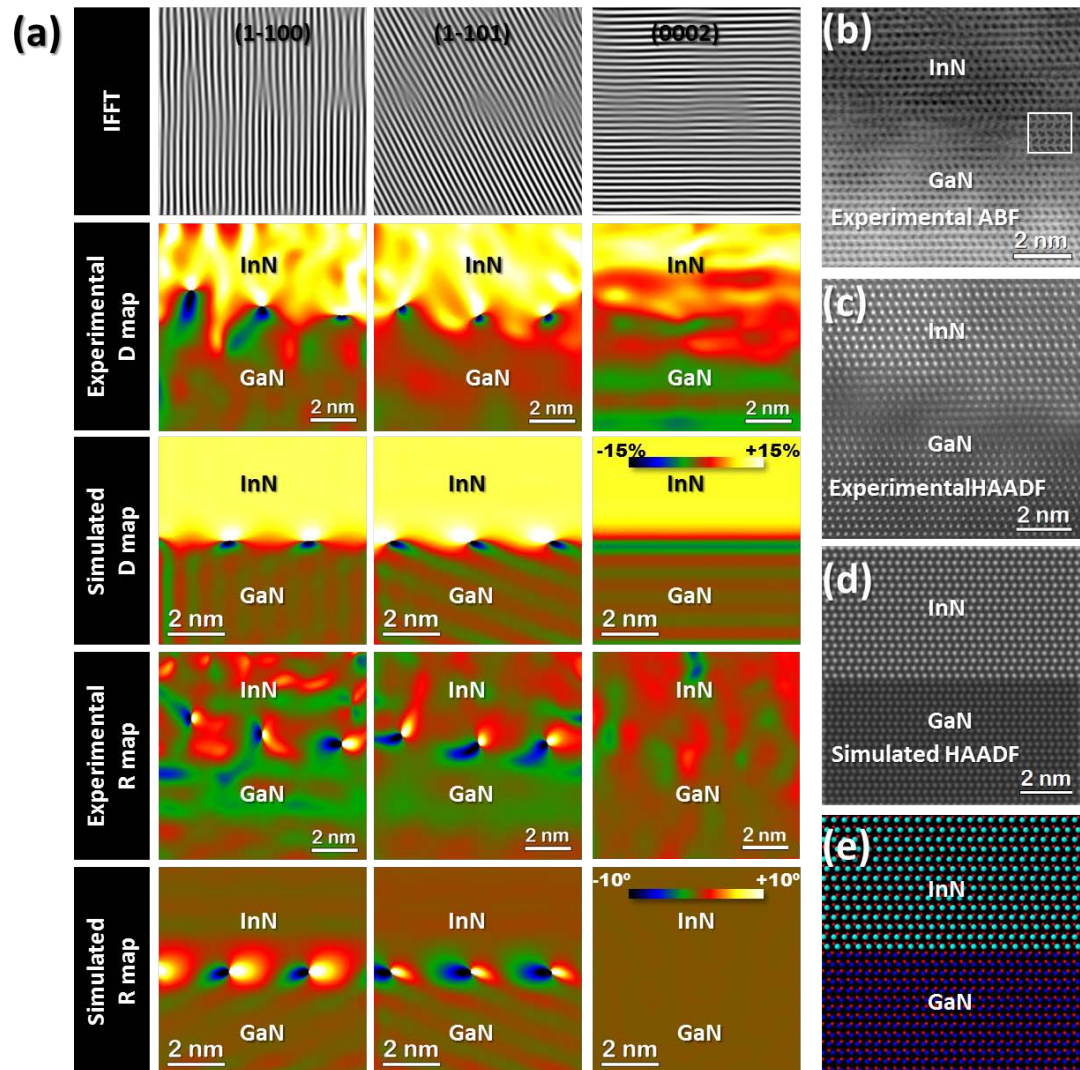 (a)
(1-100)
(1-101)
(0002)
IFFT
Experimental
D map
InN
GaN
2 nm
InN
GaN
2 nm
InN
GaN
2 nm
Simulated
D map
InN
GaN
2 nm
InN
GaN
2 nm
-15%
+15%
InN
GaN
2 nm
Experimental
R map
InN
GaN
2 nm
InN
GaN
2 nm
InN
GaN
2 nm
Simulated
R map
InN
GaN
2 nm
InN
GaN
2 nm
-10º
+10º
InN
GaN
2 nm
(b)
InN
GaN
Experimental ABF
2 nm
(c)
InN
GaN
ExperimentalHAADF
2 nm
(d)
InN
GaN
Simulated HAADF
2 nm
(e)
InN
GaN